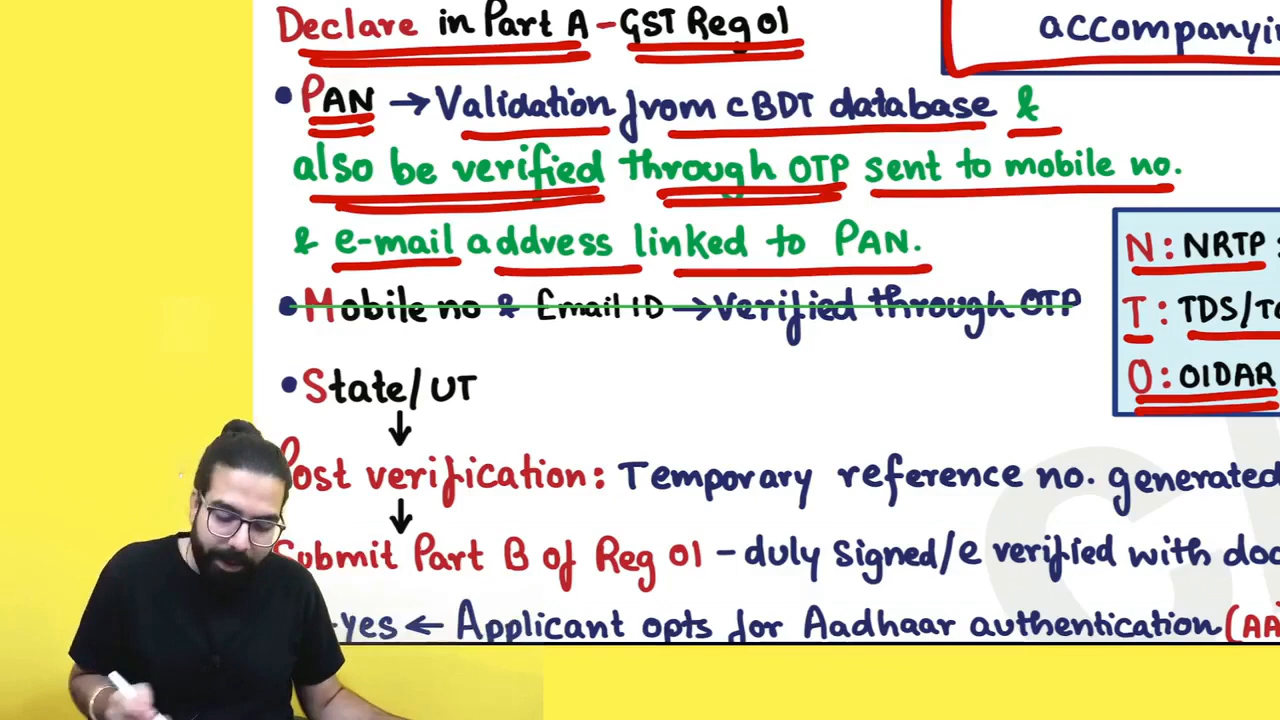 Declare in Part A-GST Reg 01
• PAN → Validation from CBDT database &
also be verified through OTP sent to mobile no.
& e-mail address linked to PAN.
• Mobile no & Email ID → Verified through OTP
• State/UT
↓
Post verification: Temporary reference no. generated
↓
Submit Part B of Reg 01 - duly signed/e verified with
yes ← Applicant opts for Aadhaar authentication (
N: NRTP:
T: TDS/
O: OIDAR